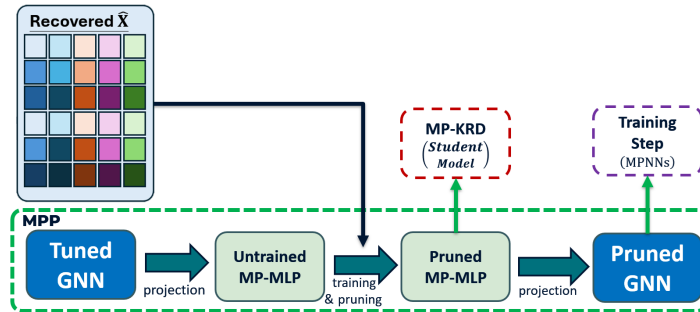 Recovered X̂
MP-KRD
(Student
Model)
Training
Step
(MPNNs)
MPP
Tuned
GNN
projection
Untrained
MP-MLP
training
& pruning
Pruned
MP-MLP
projection
Pruned
GNN